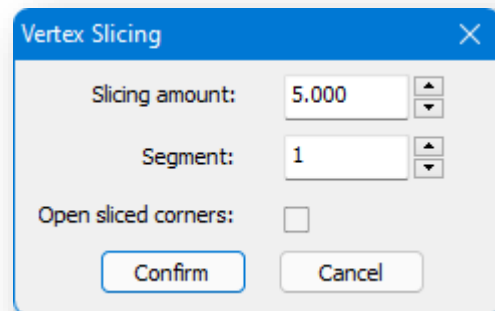 Vertex Slicing
Slicing amount: 5.000
Segment: 1
Open sliced corners:
Confirm Cancel